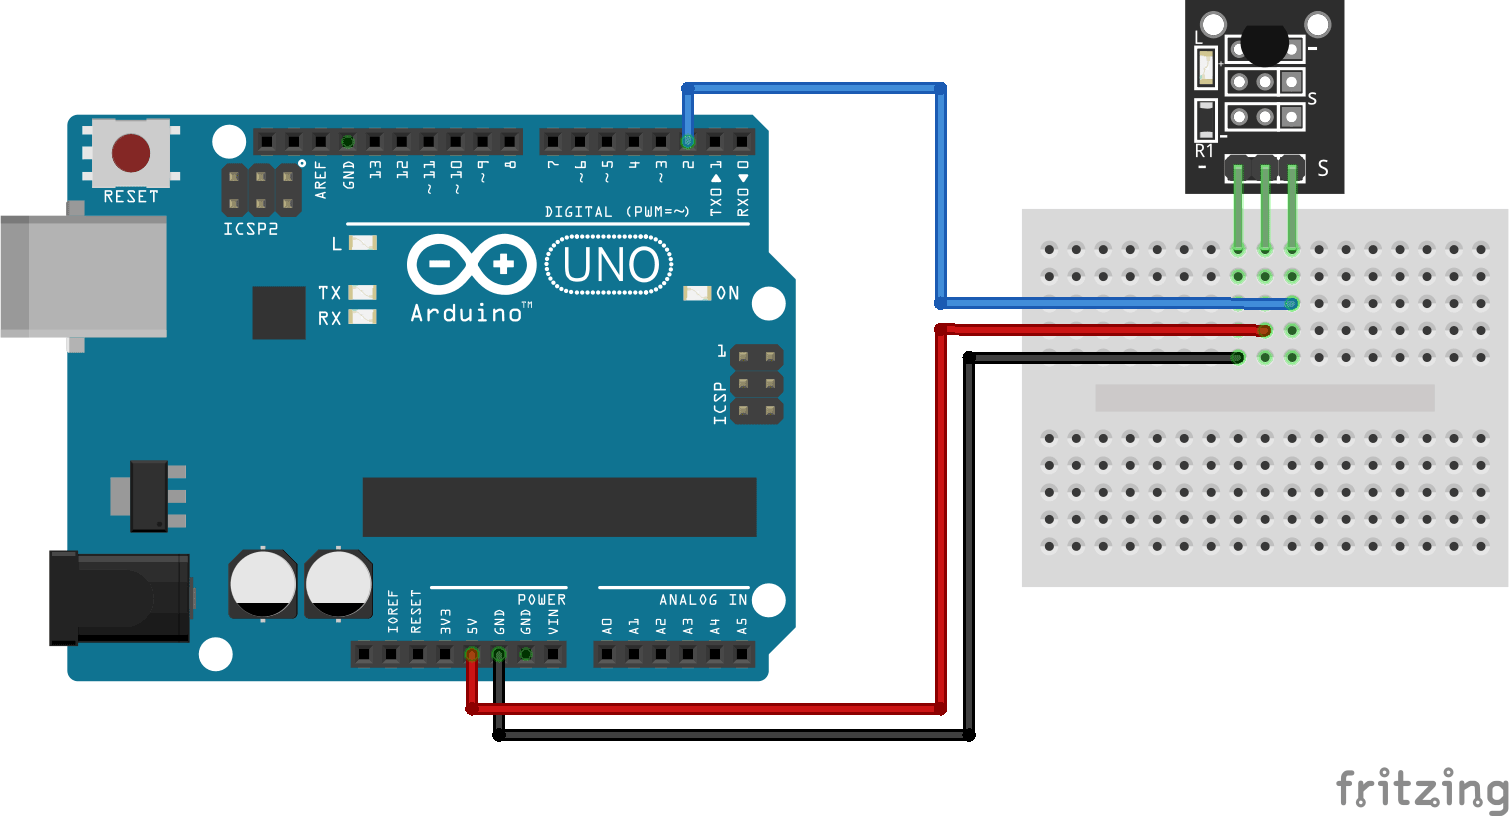 L
+
-
S
R1
-
-
S
RESET
ICSP2
AREF
GND
13
12
~11
~10
~9
8
7
~6
~5
4
~3
2
TX0▶1
RX0◀0
DIGITAL (PWM=~)
L
TX
RX
UNO
Arduino™
ON
1
ICSP
IOREF
RESET
3V3
5V
GND
GND
VIN
POWER
ANALOG IN
A0
A1
A2
A3
A4
A5
fritzing